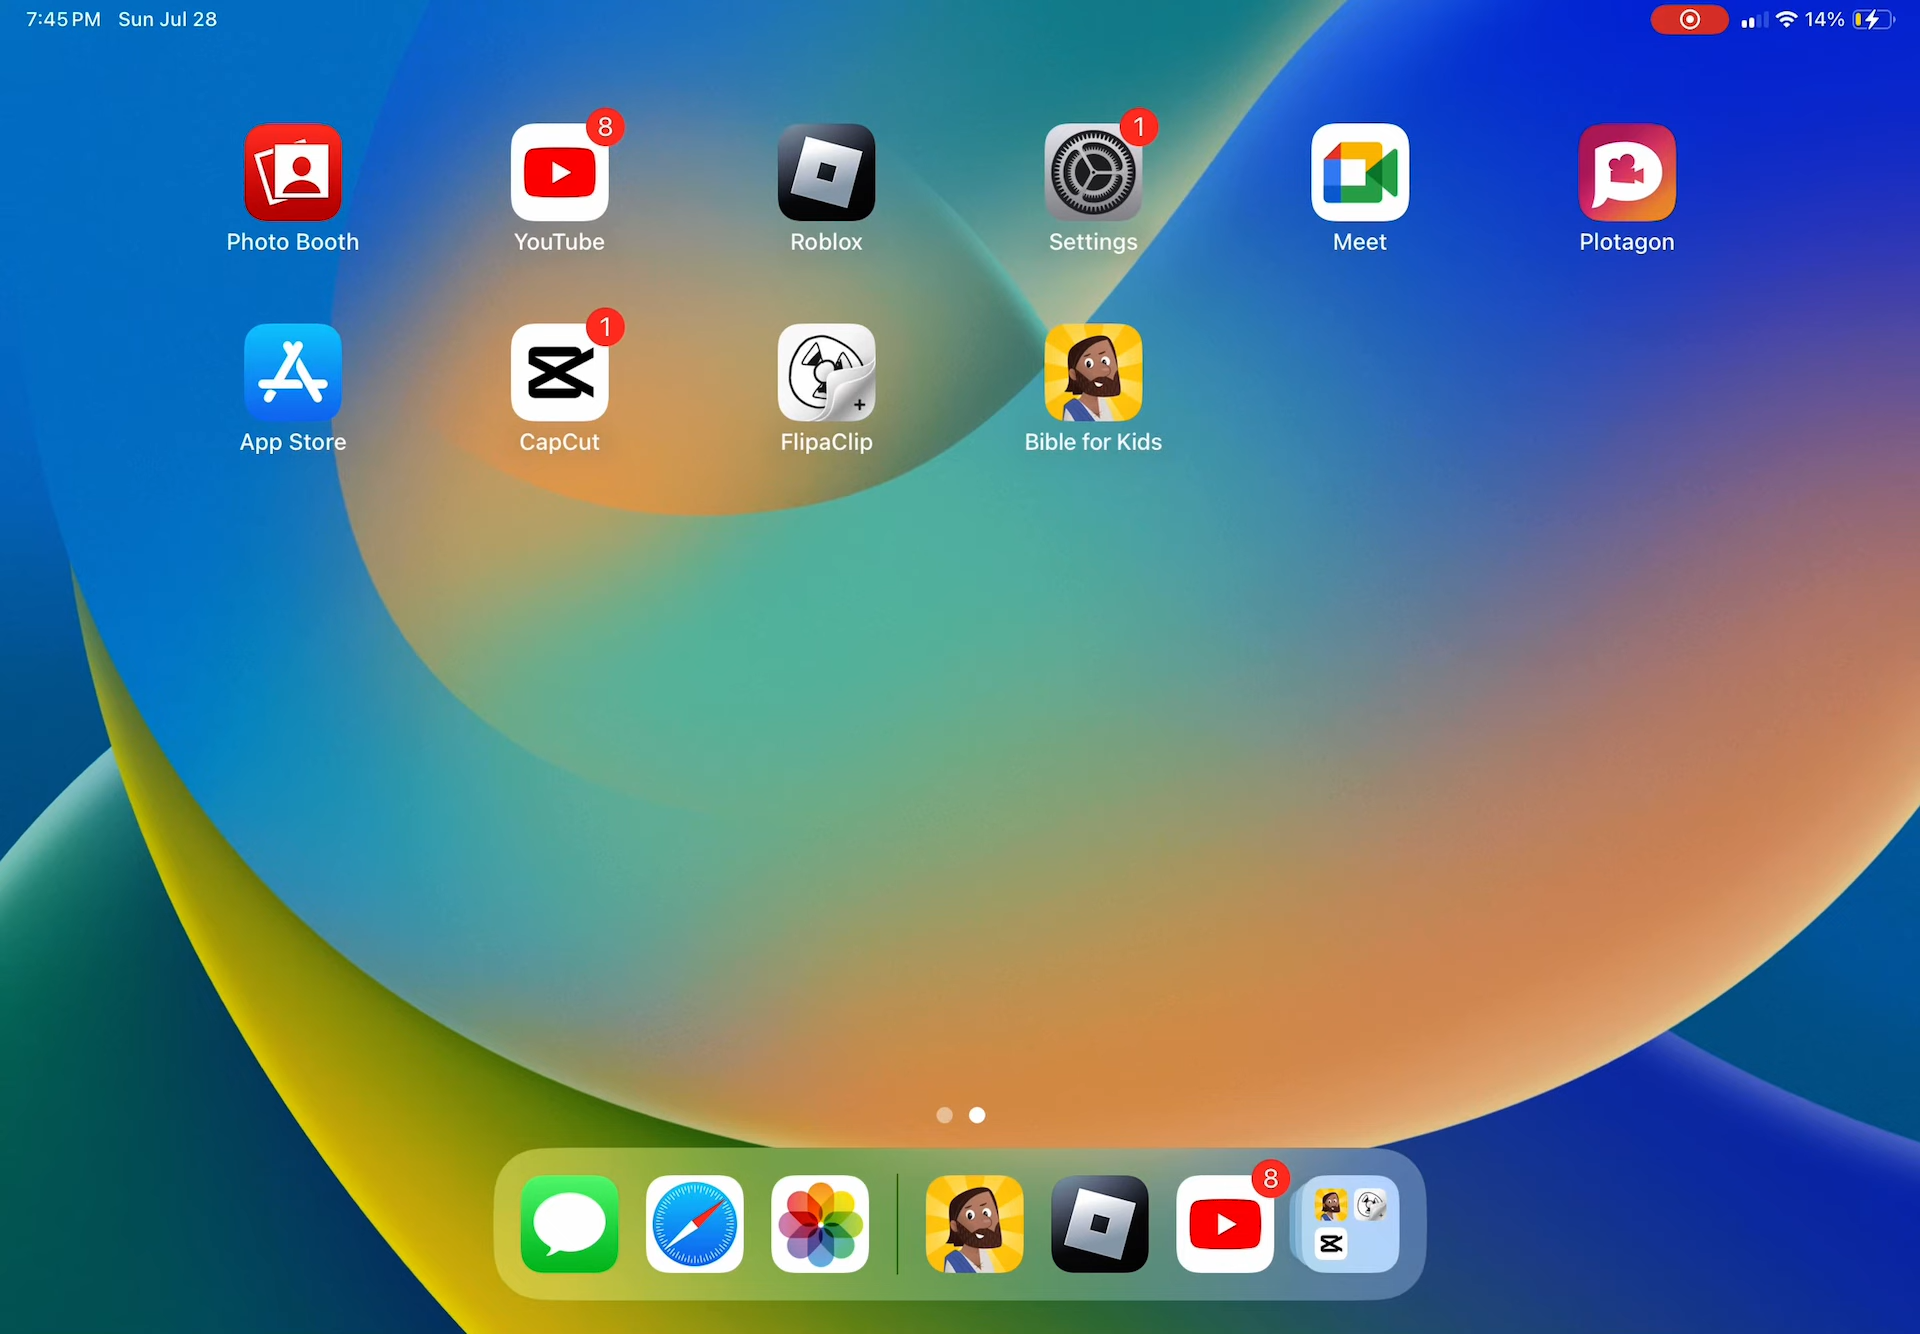 7:45 PM Sun Jul 28
14%
8
1
Photo Booth
YouTube
Roblox
Settings
Meet
Plotagon
1
App Store
CapCut
FlipaClip
Bible for Kids
8